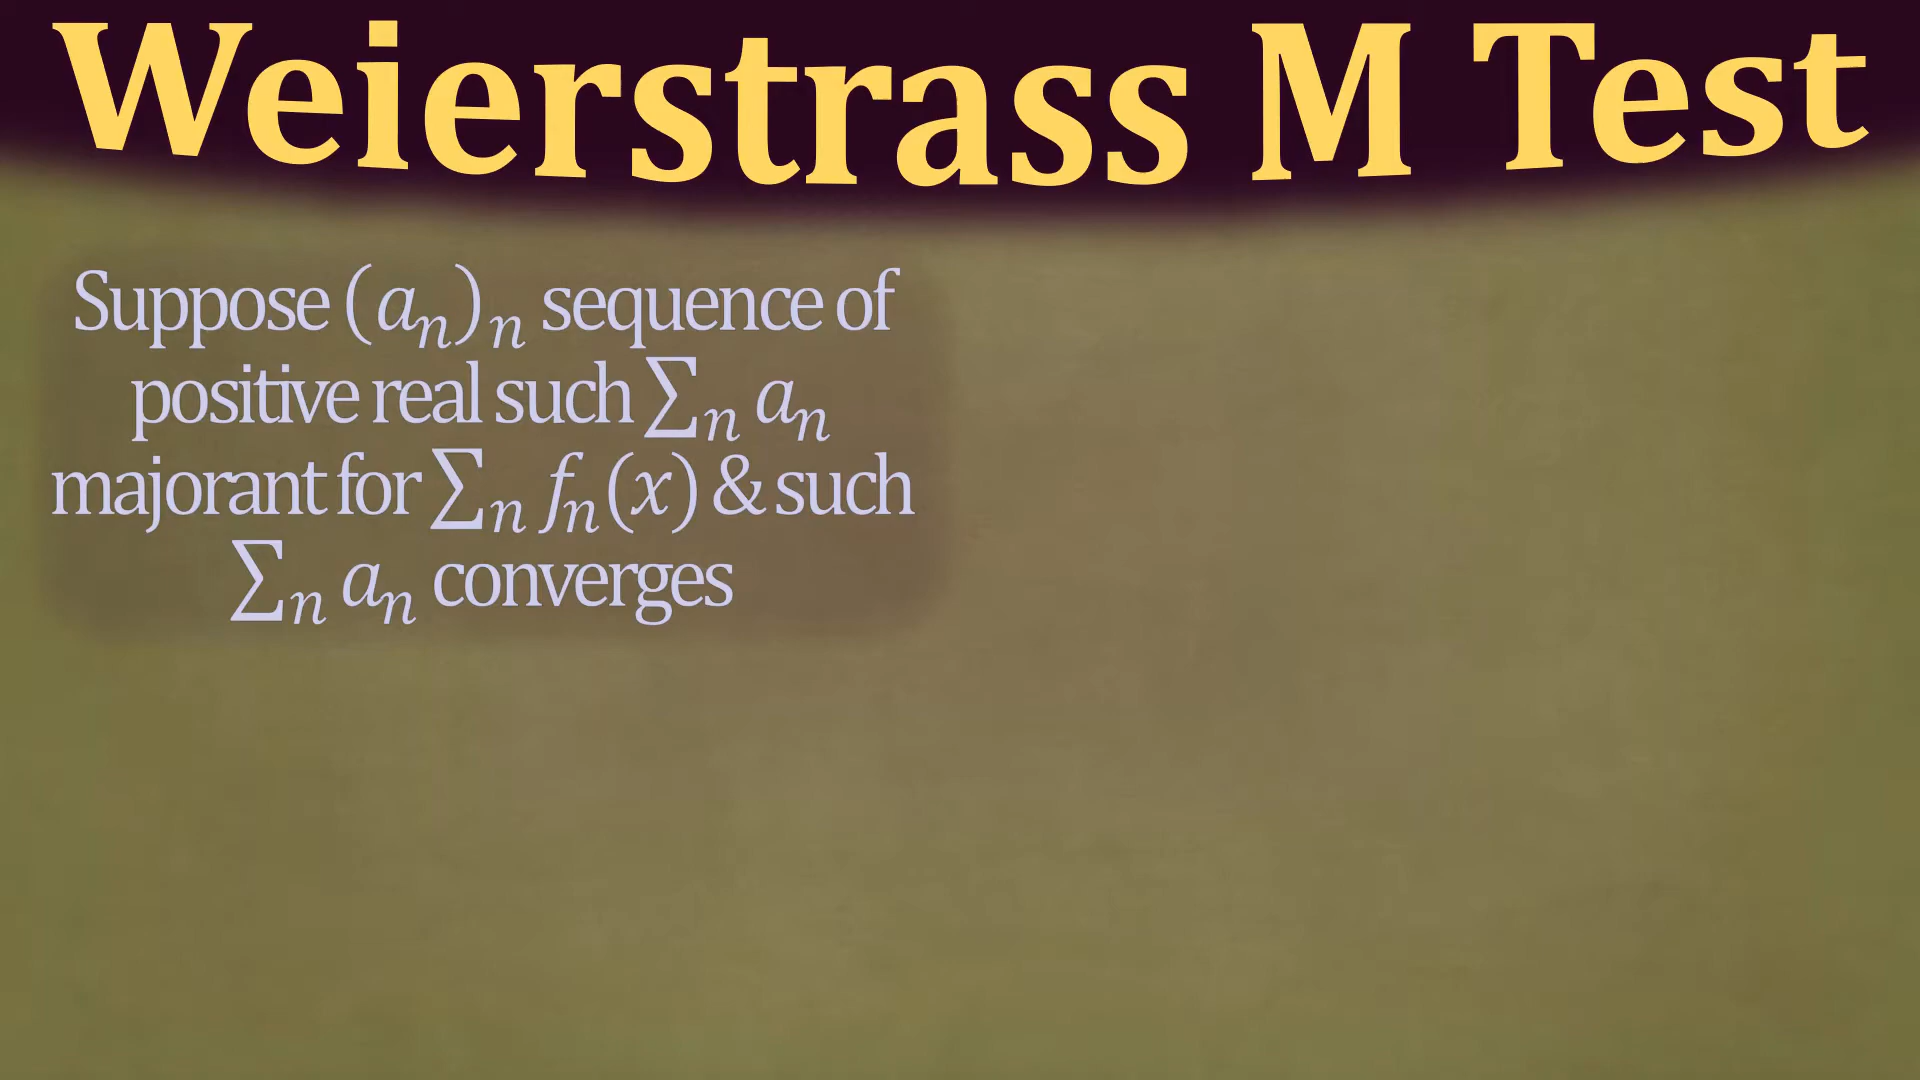 Weierstrass M Test
Suppose (aₙ)ₙ sequence of
positive real such ∑ₙ aₙ
majorant for ∑ₙ fₙ(x) & such
∑ₙ aₙ converges